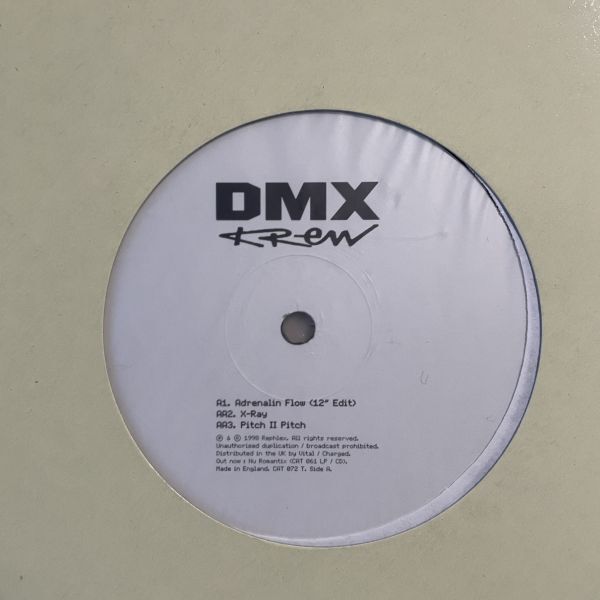 DMX
KREW
A1. Adrenalin Flow (12" Edit)
AA2. X-Ray
AA3. Pitch II Pitch
℗ & © 1998 Rephlex. All rights reserved.
Unauthorised duplication / broadcast prohibited.
Distributed in the UK by Vital / Charged.
Out now : Nu Romantix (CAT 061 LP / CD).
Made in England. CAT 072 T. Side A.